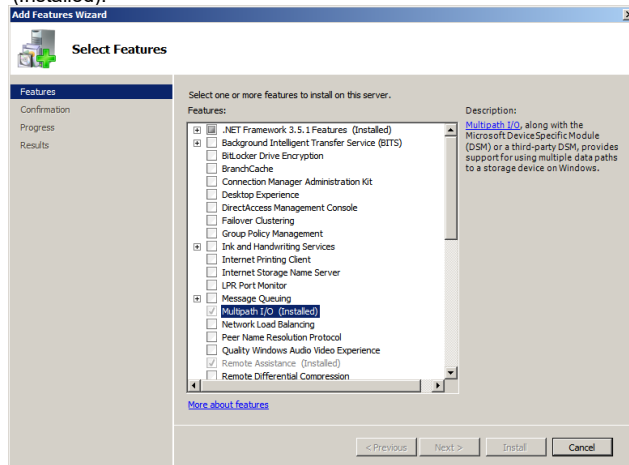 (Installed).
Add Features Wizard
Select Features
Features
Confirmation
Progress
Results
Select one or more features to install on this server.
Features:
.NET Framework 3.5.1 Features (Installed)
Background Intelligent Transfer Service (BITS)
BitLocker Drive Encryption
BranchCache
Connection Manager Administration Kit
Desktop Experience
DirectAccess Management Console
Failover Clustering
Group Policy Management
Ink and Handwriting Services
Internet Printing Client
Internet Storage Name Server
LPR Port Monitor
Message Queuing
Multipath I/O (Installed)
Network Load Balancing
Peer Name Resolution Protocol
Quality Windows Audio Video Experience
Remote Assistance (Installed)
Remote Differential Compression
More about features
Description:
Multipath I/O, along with the
Microsoft Device Specific Module
(DSM) or a third-party DSM, provides
support for using multiple data paths
to a storage device on Windows.
< Previous
Next >
Install
Cancel